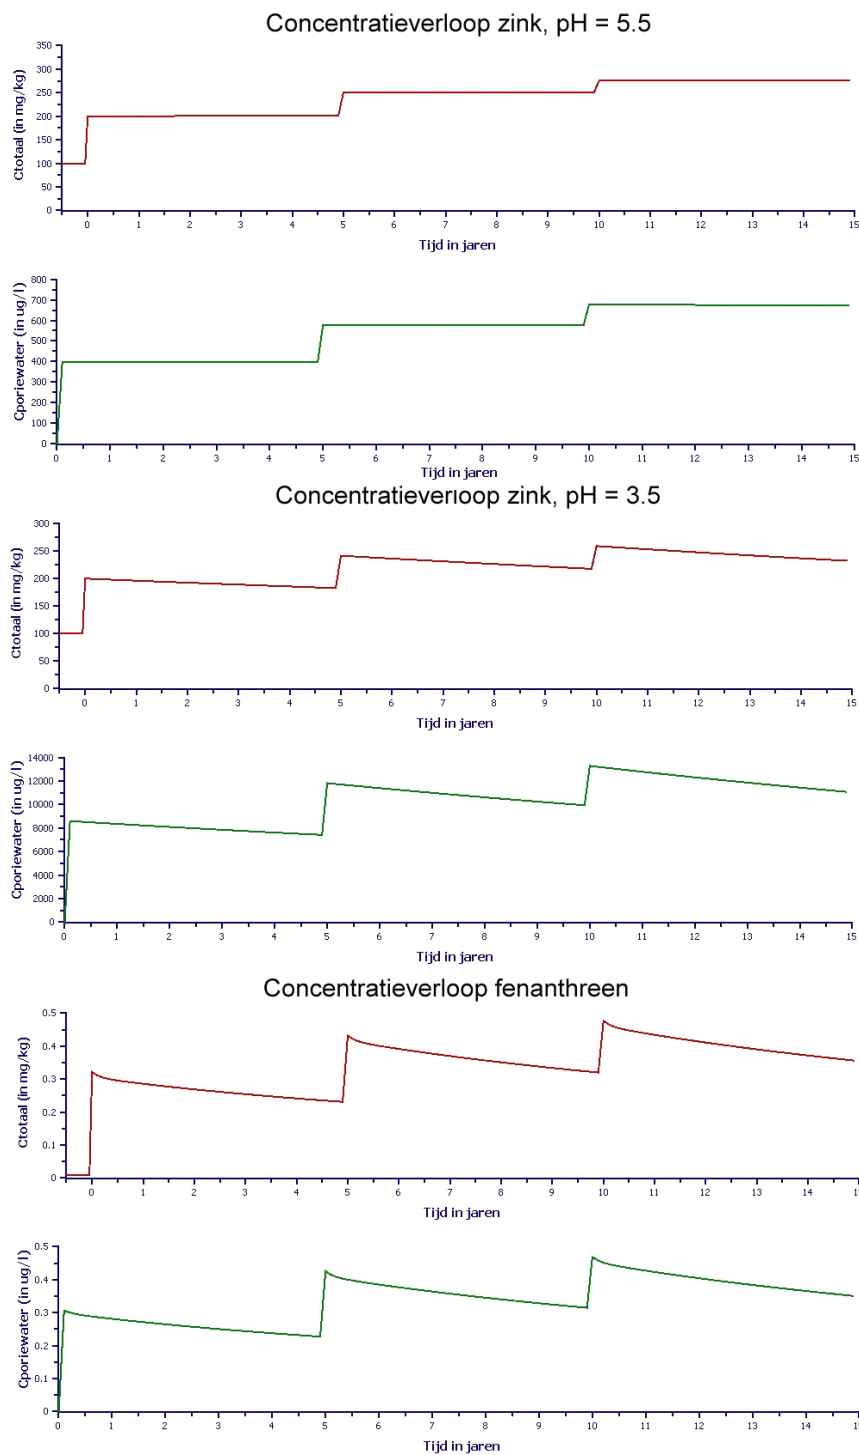 Concentratieverloop zink, pH = 5.5
350
300
250
200
150
100
50
0
Ctotaal (in mg/kg)
0 1 2 3 4 5 6 7 8 9 10 11 12 13 14 15
Tijd in jaren
800
700
600
500
400
300
200
100
0
Cporiewater (in ug/l)
0 1 2 3 4 5 6 7 8 9 10 11 12 13 14 15
Tijd in jaren
Concentratieverloop zink, pH = 3.5
300
250
200
150
100
50
0
Ctotaal (in mg/kg)
0 1 2 3 4 5 6 7 8 9 10 11 12 13 14 15
Tijd in jaren
14000
12000
10000
8000
6000
4000
2000
0
Cporiewater (in ug/l)
0 1 2 3 4 5 6 7 8 9 10 11 12 13 14 15
Tijd in jaren
Concentratieverloop fenanthreen
0.5
0.4
0.3
0.2
0.1
0
Ctotaal (in mg/kg)
0 1 2 3 4 5 6 7 8 9 10 11 12 13 14 15
Tijd in jaren
0.5
0.4
0.3
0.2
0.1
0
Cporiewater (in ug/l)
0 1 2 3 4 5 6 7 8 9 10 11 12 13 14 15
Tijd in jaren